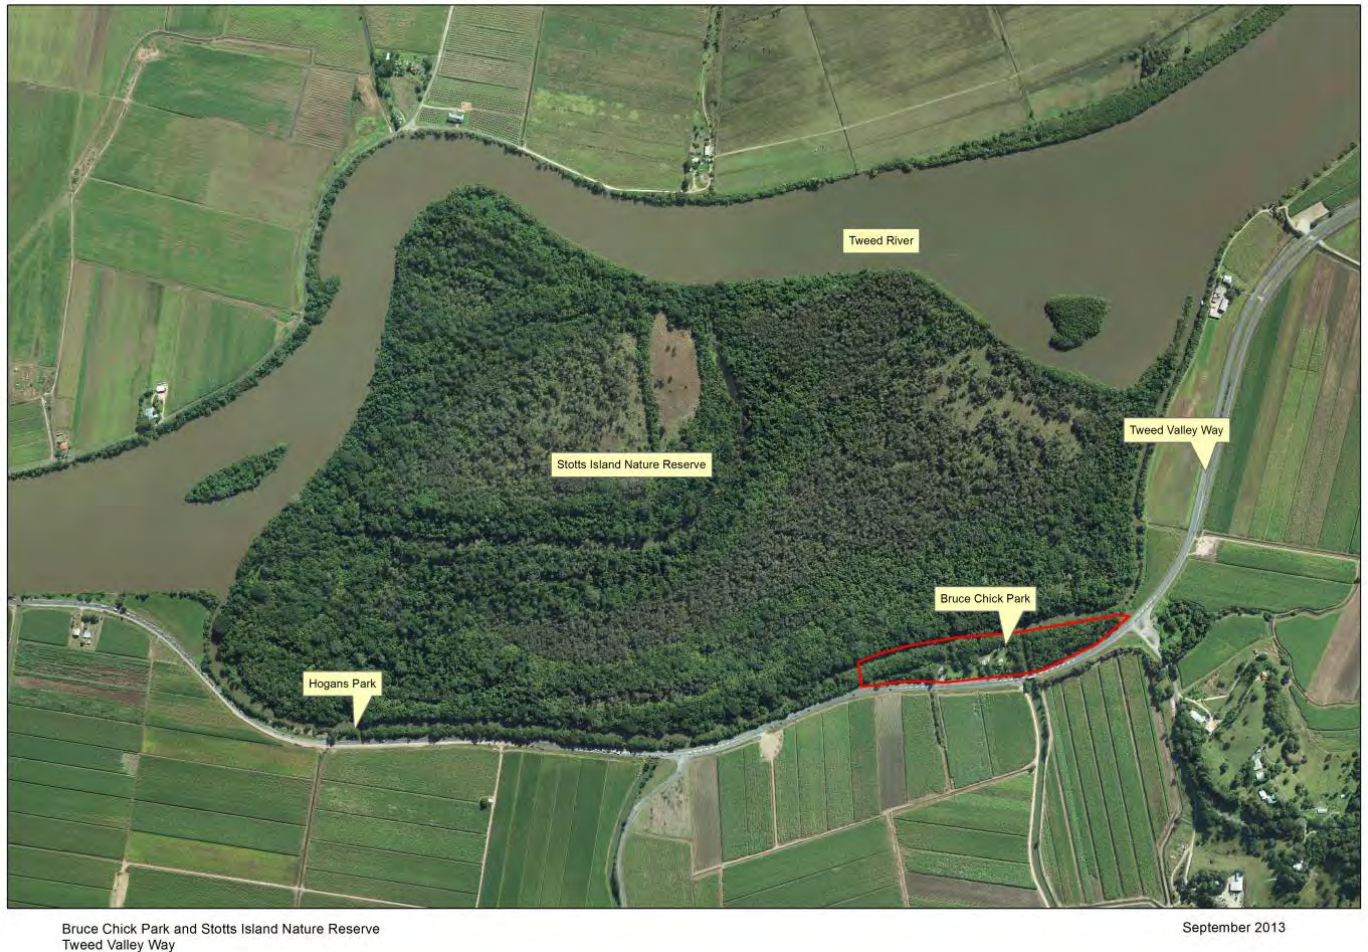 Tweed River
Tweed Valley Way
Stotts Island Nature Reserve
Bruce Chick Park
Hogans Park
Bruce Chick Park and Stotts Island Nature Reserve
Tweed Valley Way
September 2013